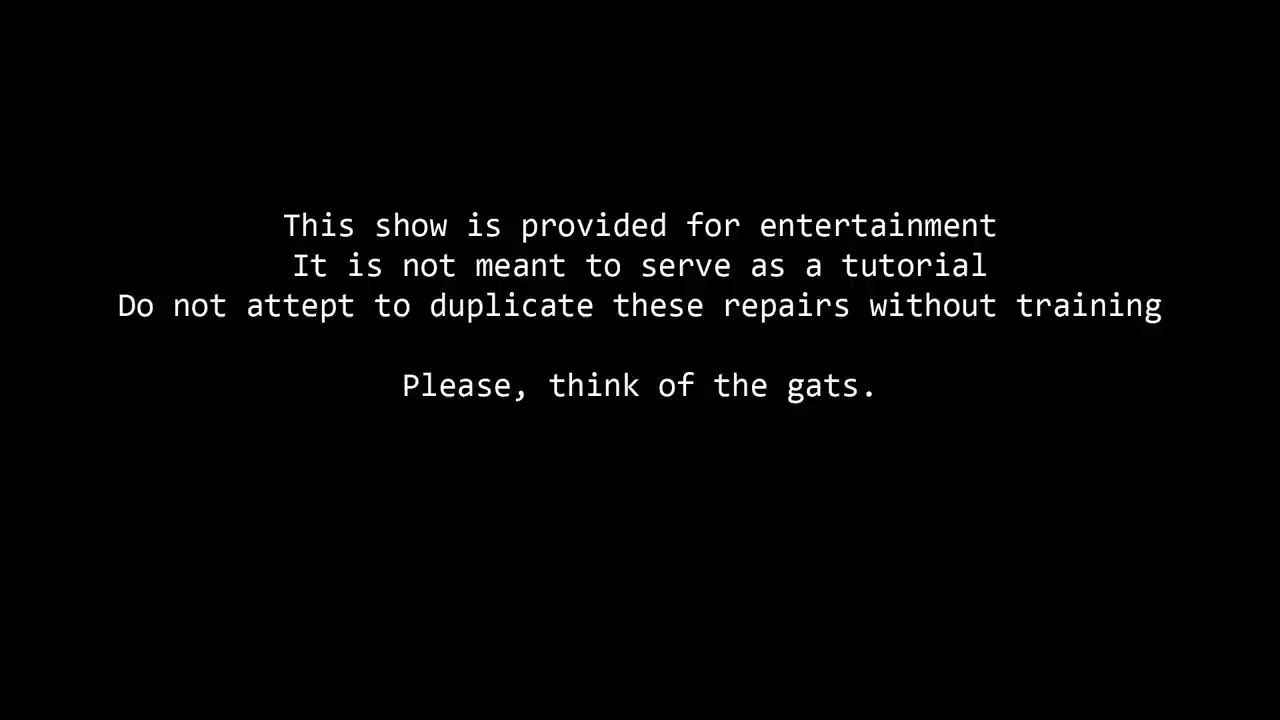 This show is provided for entertainment
It is not meant to serve as a tutorial
Do not attept to duplicate these repairs without training
Please, think of the gats.